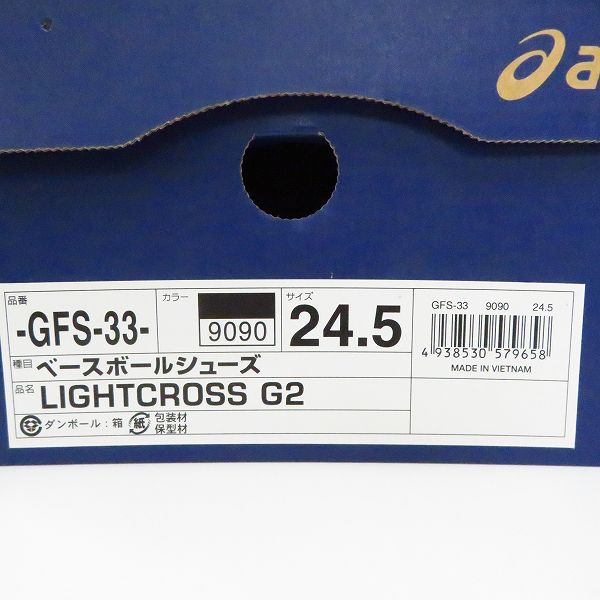 a
品番
-GFS-33-
カラー
9090
サイズ
24.5
GFS-33 9090 24.5
4 938530 579658
MADE IN VIETNAM
種目 ベースボールシューズ
品名 LIGHTCROSS G2
ダンボール：箱 紙 包装材
保型材